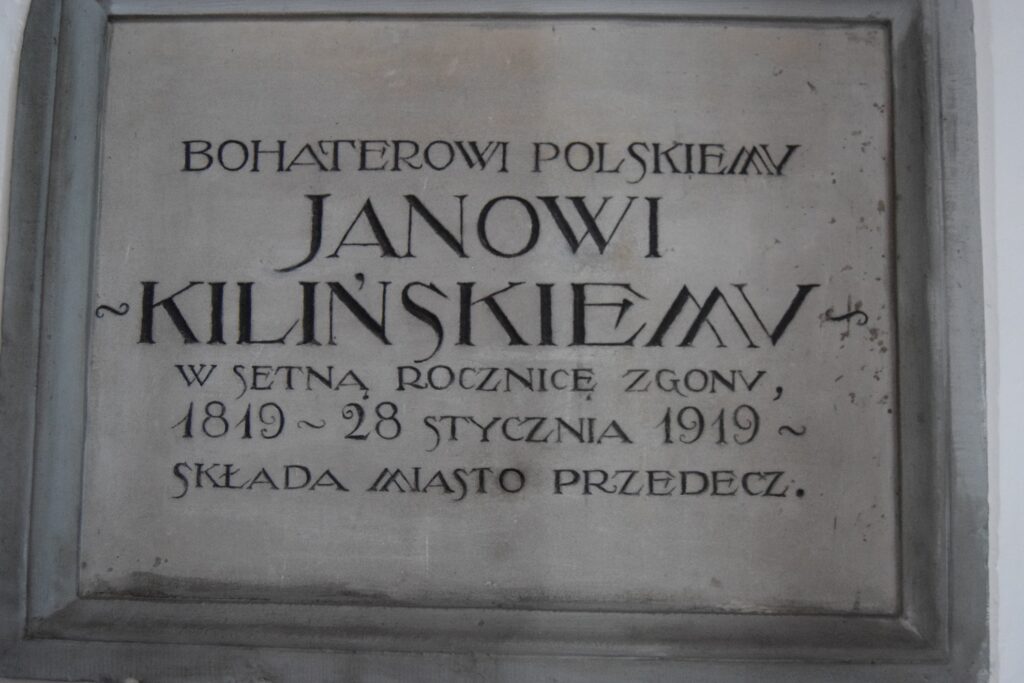 BOHATEROWI POLSKIEMU
JANOWI
~KILIŃSKIEMU~
W SETNĄ ROCZNICĘ ZGONU,
1819 ~ 28 STYCZNIA 1919 ~
SKŁADA MIASTO PRZEDECZ.